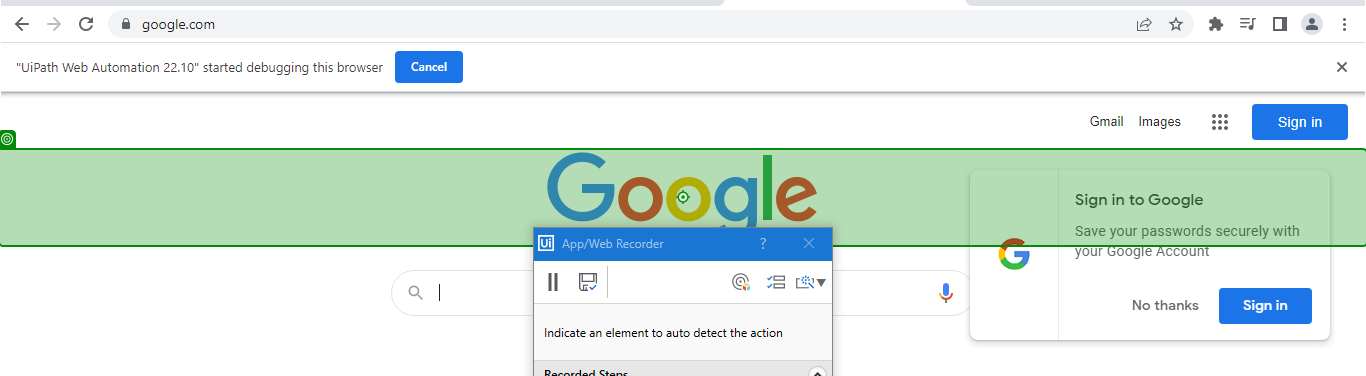 google.com
"UiPath Web Automation 22.10" started debugging this browser Cancel
Gmail Images Sign in
Google
Sign in to Google
Save your passwords securely with
your Google Account
No thanks Sign in
Ui App/Web Recorder ?
Indicate an element to auto detect the action
Recorded Steps